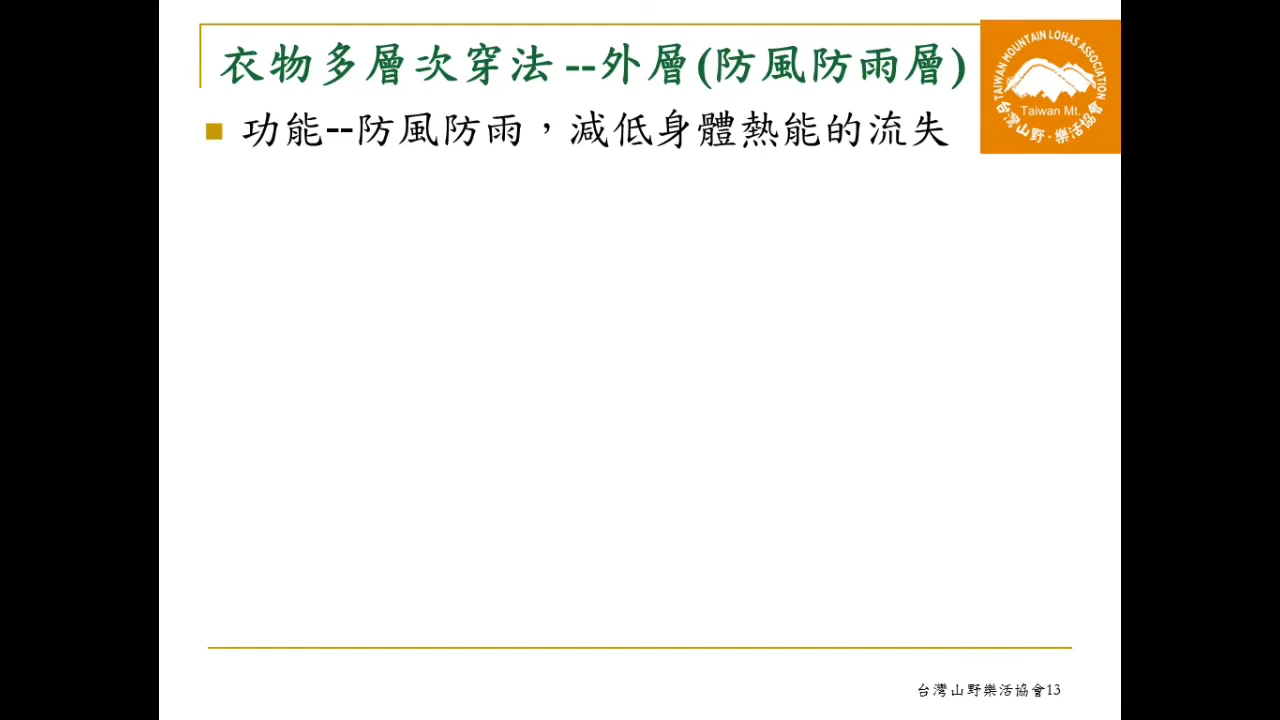 衣物多層次穿法--外層(防風防雨層)
TAIWAN MOUNTAIN LOHAS ASSOCIATION
Taiwan Mt.
台灣山野·樂活協會
功能--防風防雨，減低身體熱能的流失
台灣山野樂活協會13